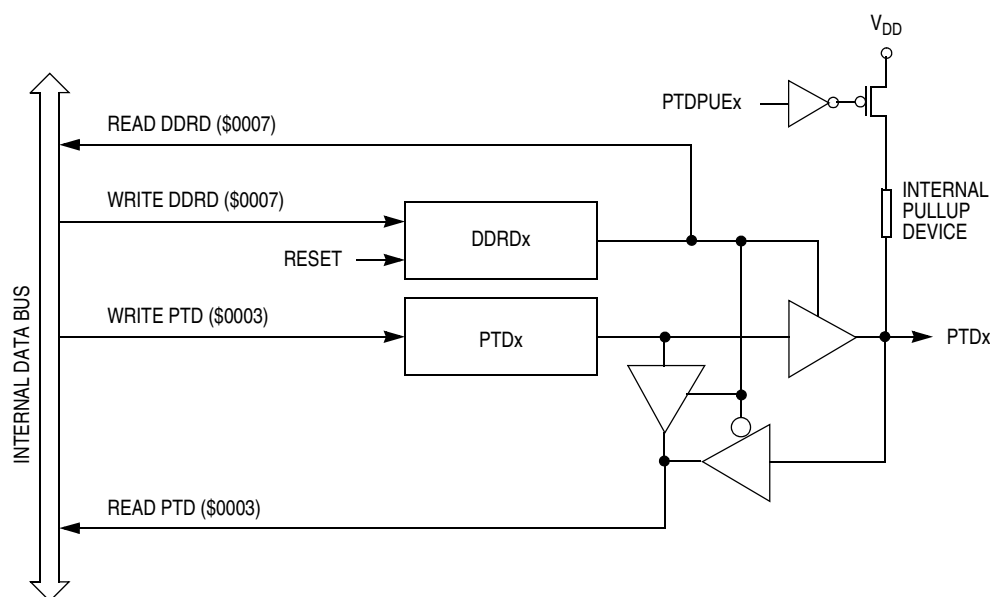 VDD
PTDPUEx
READ DDRD ($0007)
WRITE DDRD ($0007)
INTERNAL
PULLUP
DEVICE
DDRDx
RESET
WRITE PTD ($0003)
PTDx
PTDx
INTERNAL DATA BUS
READ PTD ($0003)